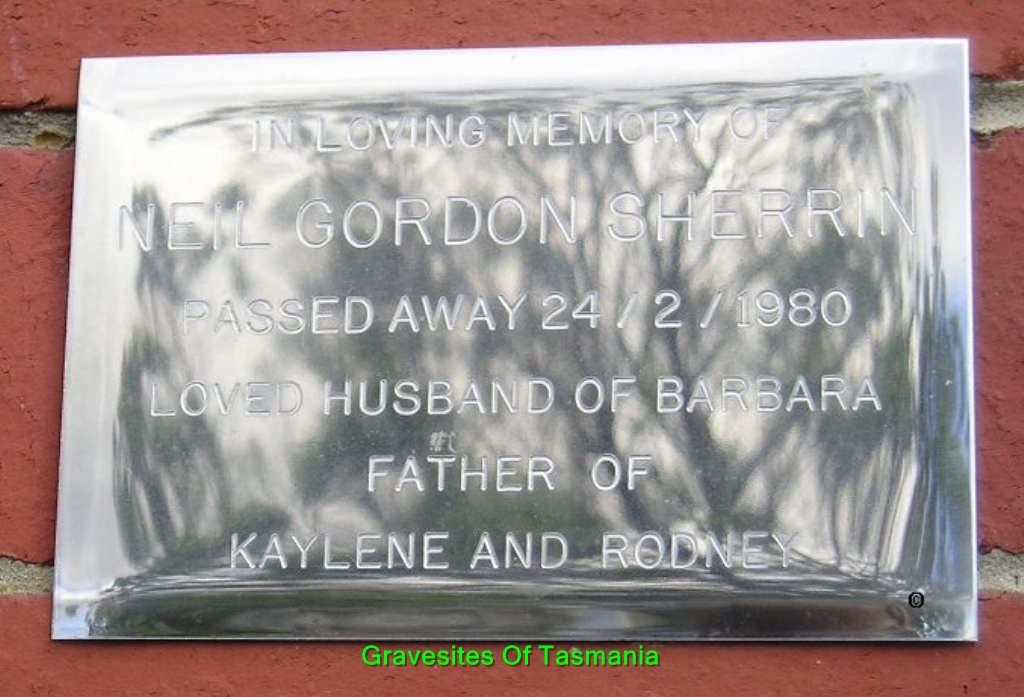 IN LOVING MEMORY OF
NEIL GORDON SHERRIN
PASSED AWAY 24 / 2 / 1980
LOVED HUSBAND OF BARBARA
FATHER OF
KAYLENE AND RODNEY
©
Gravesites Of Tasmania